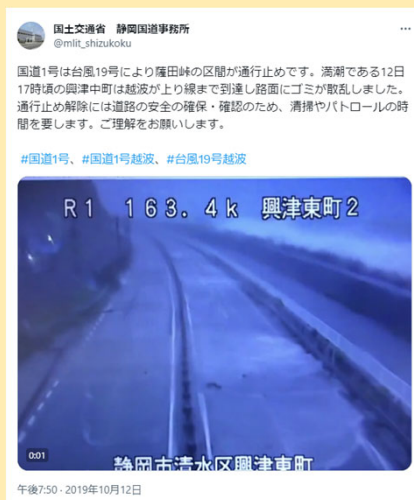 国土交通省　静岡国道事務所
@mlit_shizukoku
国道1号は台風19号により薩田峠の区間が通行止めです。満潮である12日
17時頃の興津中町は越波が上り線まで到達し路面にゴミが散乱しました。
通行止め解除には道路の安全の確保・確認のため、清掃やパトロールの時
間を要します。ご理解をお願いします。
#国道1号、#国道1号越波、#台風19号越波
R1 163.4k 興津東町2
0:01
静岡市清水区興津東町
午後7:50・2019年10月12日